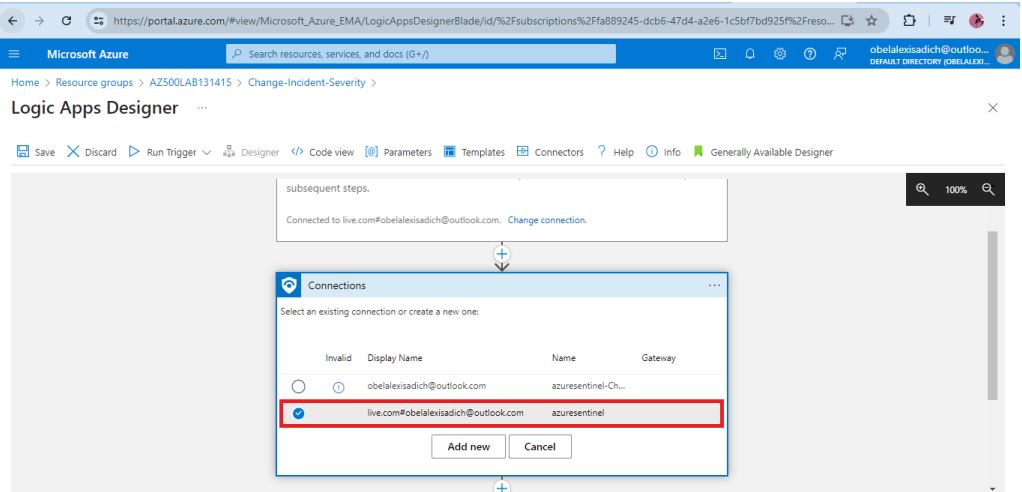 https://portal.azure.com/#view/Microsoft_Azure_EMA/LogicAppsDesignerBlade/id/%2Fsubscriptions%2Ffa889245-dcb6-47d4-a2e6-1c5bf7bd925f%2Freso...
Microsoft Azure
Search resources, services, and docs (G+/)
obelalexisadich@outloo...
DEFAULT DIRECTORY (OBELALEXI...
Home > Resource groups > AZ500LAB131415 > Change-Incident-Severity >
Logic Apps Designer ...
Save Discard Run Trigger Designer Code view Parameters Templates Connectors Help Info Generally Available Designer
100%
subsequent steps.
Connected to live.com#obelalexisadich@outlook.com. Change connection.
Connections ...
Select an existing connection or create a new one:
Invalid Display Name Name Gateway
obelalexisadich@outlook.com azuresentinel-Ch...
live.com#obelalexisadich@outlook.com azuresentinel
Add new Cancel